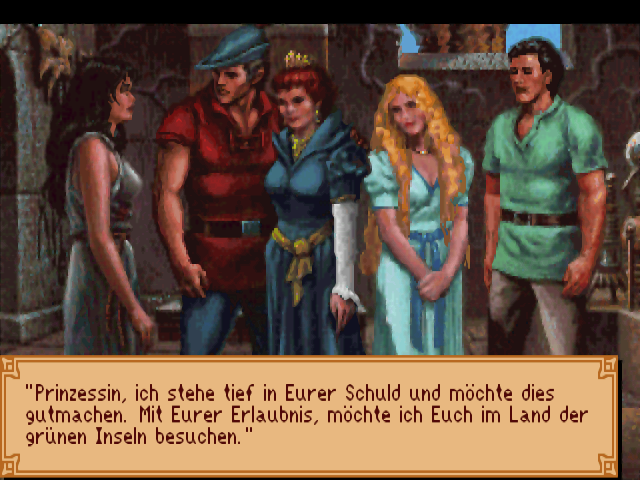 "Prinzessin, ich stehe tief in Eurer Schuld und möchte dies
gutmachen. Mit Eurer Erlaubnis, möchte ich Euch im Land der
grünen Inseln besuchen."